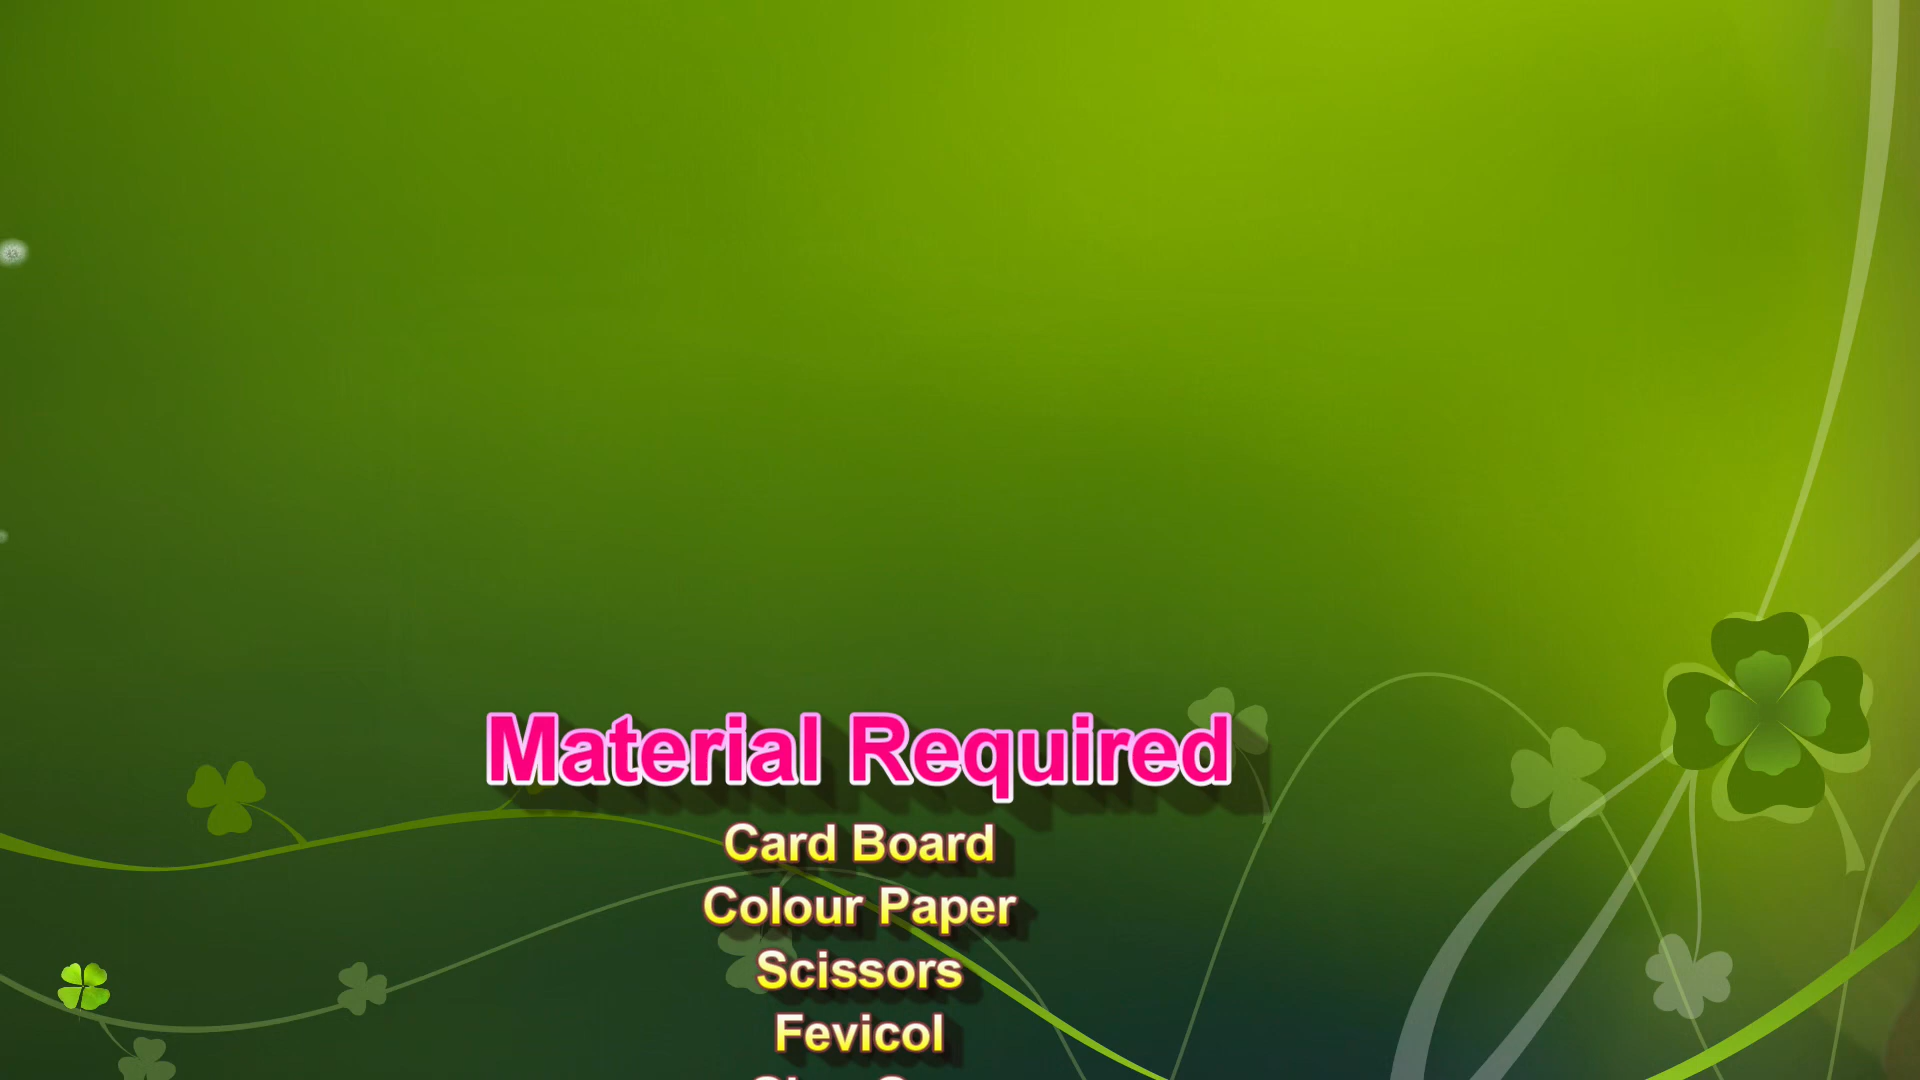 Material Required
Card Board
Colour Paper
Scissors
Fevicol